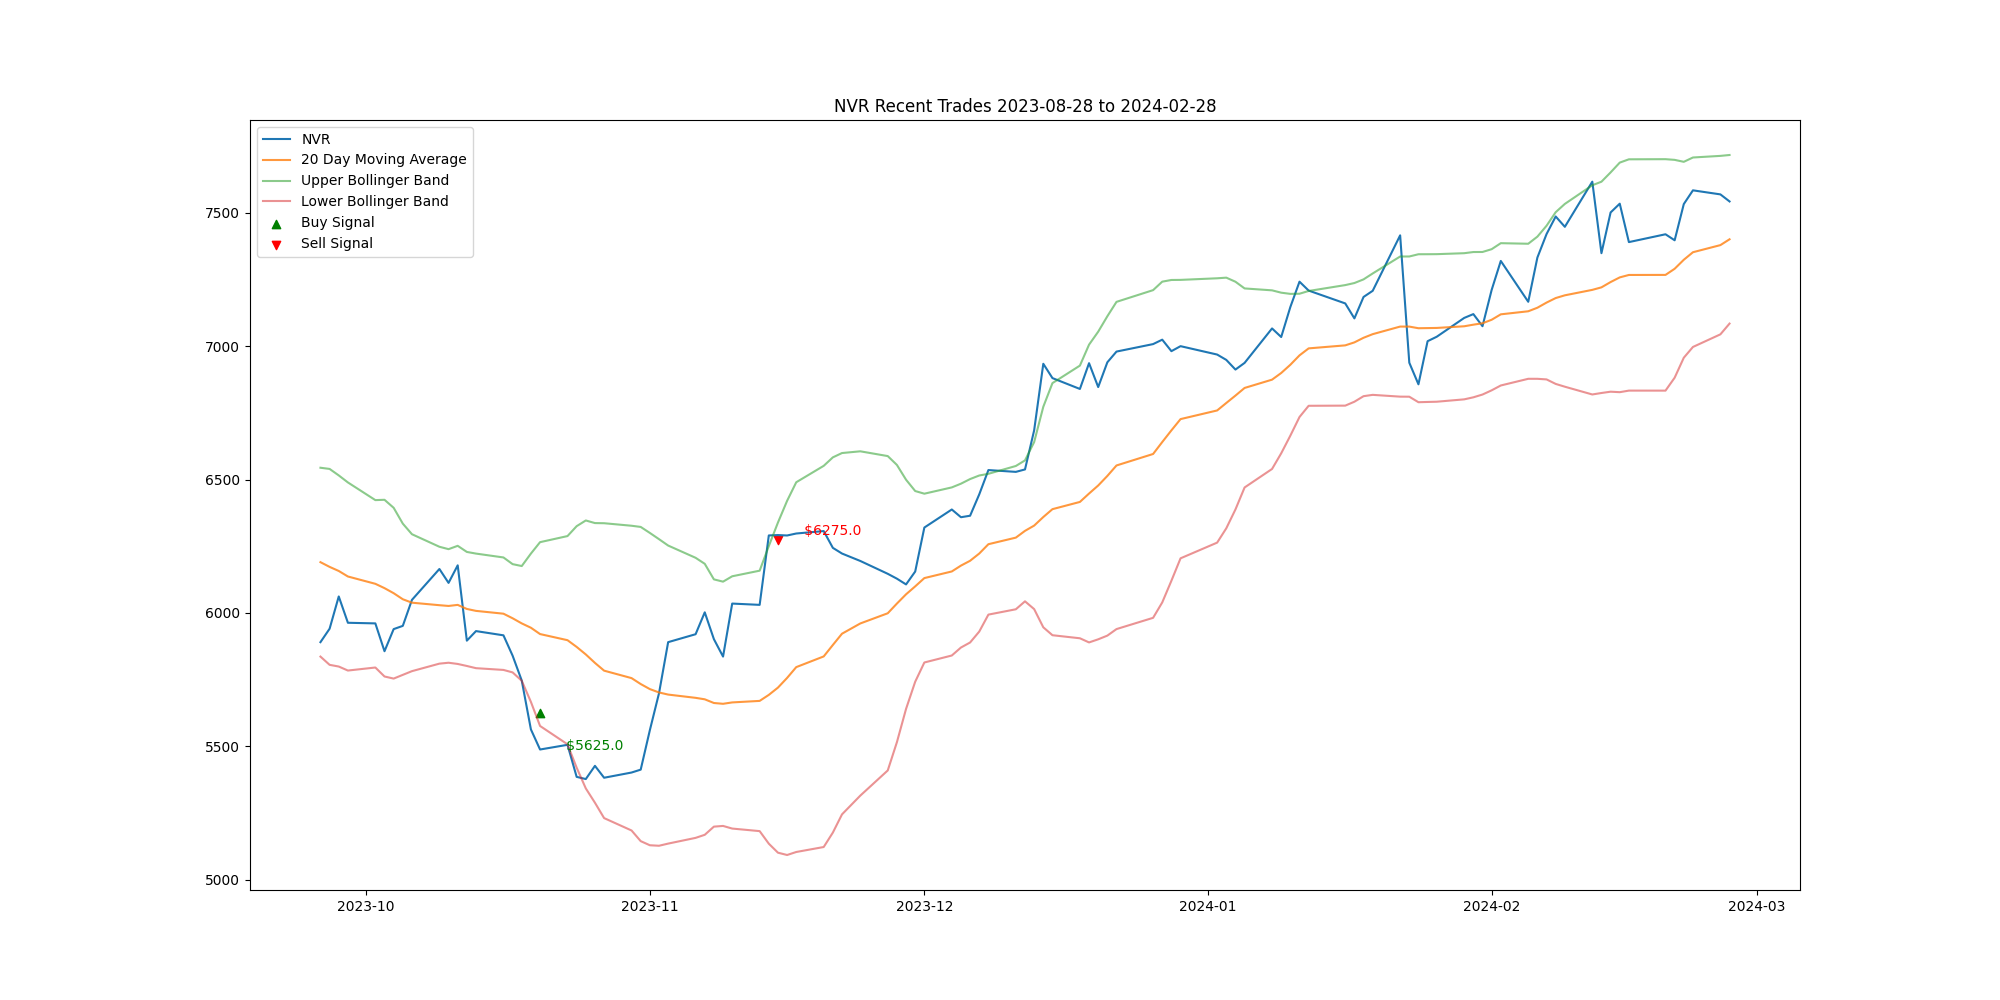 NVR Recent Trades 2023-08-28 to 2024-02-28
NVR
20 Day Moving Average
Upper Bollinger Band
Lower Bollinger Band
Buy Signal
Sell Signal
7500
7000
6500
6000
5500
5000
$6275.0
$5625.0
2023-10
2023-11
2023-12
2024-01
2024-02
2024-03